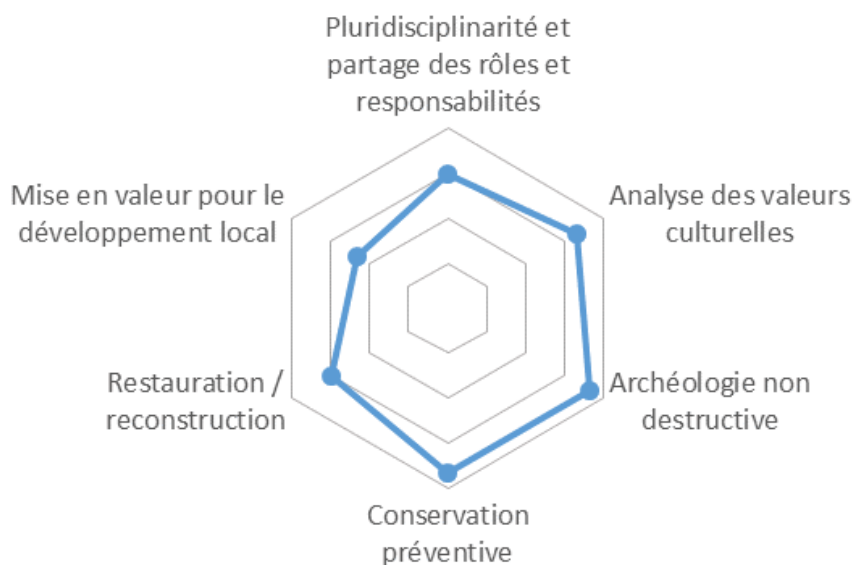 Pluridisciplinarité et
partage des rôles et
responsabilités
Analyse des valeurs
culturelles
Archéologie non
destructive
Conservation
préventive
Restauration /
reconstruction
Mise en valeur pour le
développement local